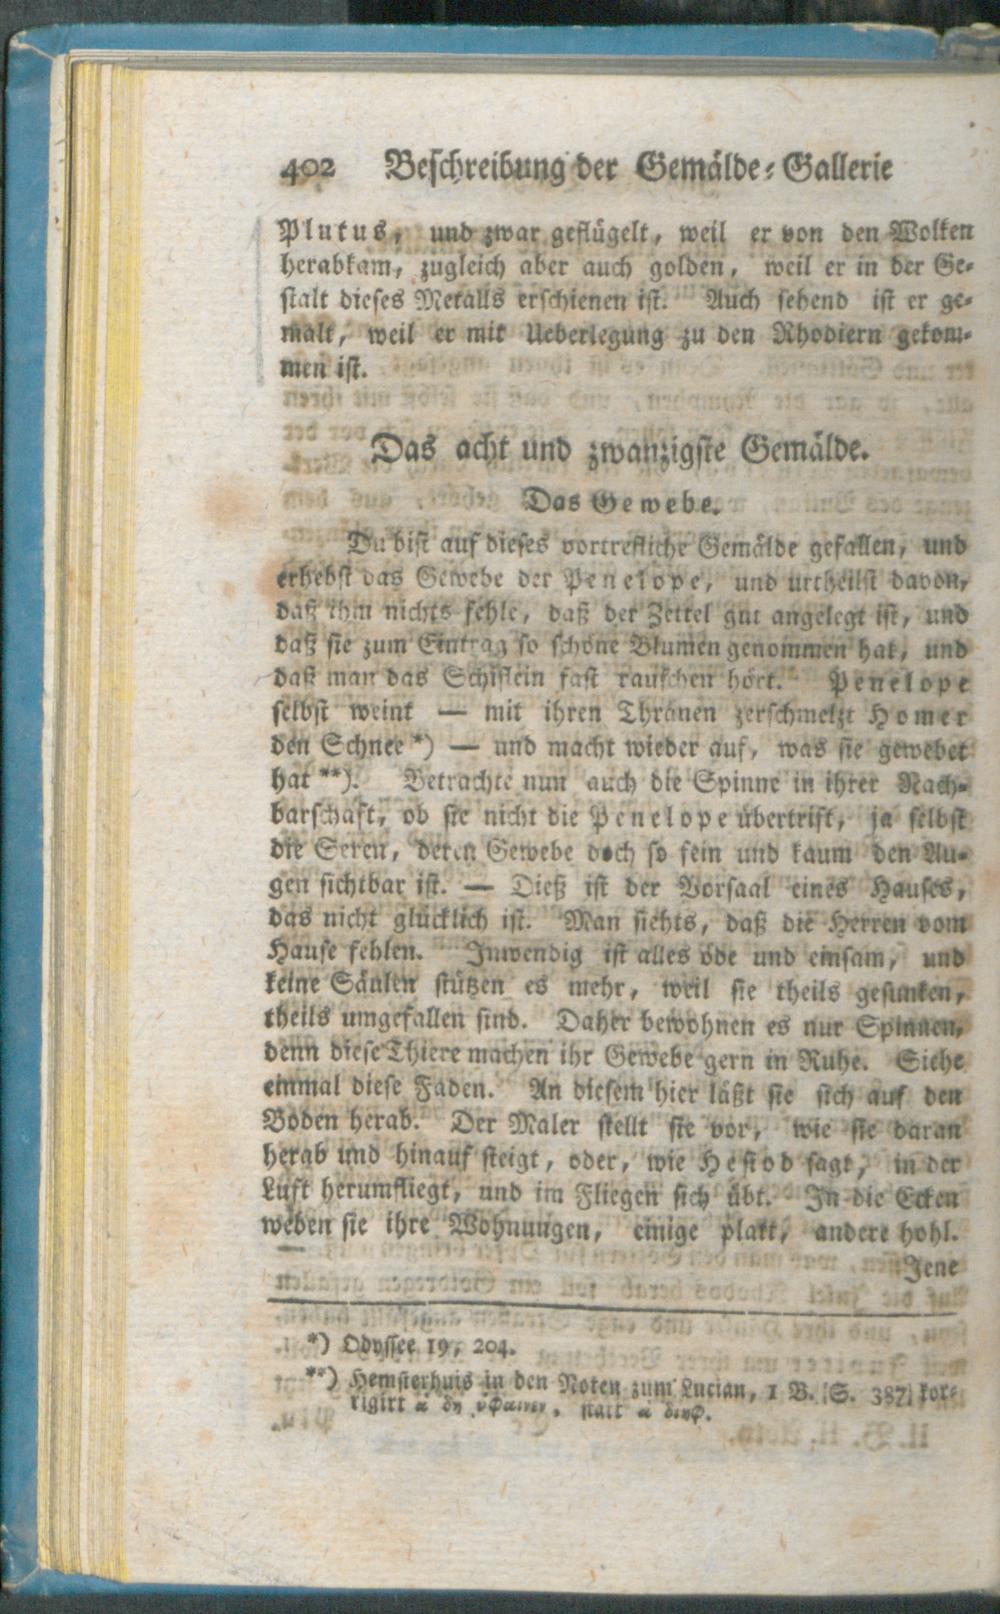 402 Beschreibung der Gemälde-Gallerie
Plutus, und zwar geflügelt, weil er von den Wolken
herabkam, zugleich aber auch golden, weil er in der Ge-
stalt dieses Metalls erschienen ist. Auch sehend ist er ge-
malt, weil er mit Ueberlegung zu den Rhodiern gekom-
men ist.
Das acht und zwanzigste Gemälde.
Das Gewebe.
Du bist auf dieses vortrefliche Gemälde gefallen, und
erhebst das Gewebe der Penelope, und urtheilst davon,
daß ihm nichts fehle, daß der Zettel gut angelegt ist, und
daß sie zum Eintrag so schöne Blumen genommen hat, und
daß man das Schiflein fast rauschen hört. Penelope
selbst weint — mit ihren Thränen zerschmelzt Homer
den Schnee *) — und macht wieder auf, was sie gewebet
hat **). Betrachte nun auch die Spinne in ihrer Nach-
barschaft, ob sie nicht die Penelope übertrift, ja selbst
die Seren, deren Gewebe doch so fein und kaum den Au-
gen sichtbar ist. — Dieß ist der Vorsaal eines Hauses,
das nicht glücklich ist. Man siehts, daß die Herren vom
Hause fehlen. Inwendig ist alles öde und einsam, und
keine Säulen stützen es mehr, weil sie theils gesunken,
theils umgefallen sind. Daher bewohnen es nur Spinnen,
denn diese Thiere machen ihr Gewebe gern in Ruhe. Siehe
einmal diese Faden. An diesem hier läßt sie sich auf den
Boden herab. Der Maler stellt sie vor, wie sie daran
herab und hinauf steigt, oder, wie Hesiod sagt, in der
Luft herumfliegt, und im Fliegen sich übt. In die Ecken
weben sie ihre Wohnungen, einige platt, andere hohl.
Jene
*) Odyssee 19, 204.
**) Hemsterhuis in den Noten zum Lucian, 1 B. S. 387 kor-
rigirt statt